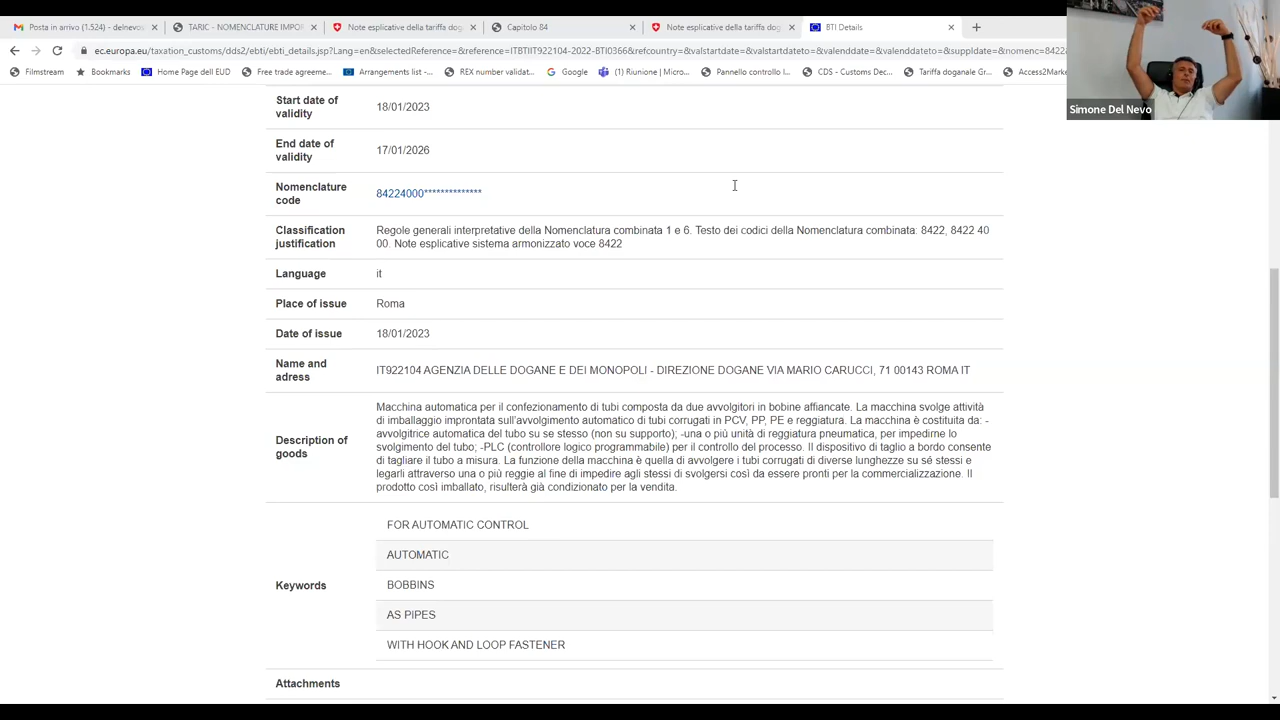 Posta in arrivo (1.524) - delnevos
TARIC – NOMENCLATURE IMPOR
Note esplicative della tariffa dogan
Capitolo 84
Note esplicative della tariffa dogan
BTI Details
ec.europa.eu/taxation_customs/dds2/ebti/ebti_details.jsp?Lang=en&selectedReference=&reference=ITBTIIT922104-2022-BTI0366&refcountry=&valstartdate=&valstartdateto=&valenddate=&valenddateto=&suppldate=&nomenc=8422
Filmstream
Bookmarks
Home Page dell EUD
Free trade agreeme...
Arrangements list -...
REX number validat...
Google
Riunione | Micro...
Pannello controllo I...
CDS - Customs Dec...
Tariffa doganale Gr...
Access2Market
Simone Del Nevo
Start date of
validity
18/01/2023
End date of
validity
17/01/2026
Nomenclature
code
84224000**************
Classification
justification
Regole generali interpretative della Nomenclatura combinata 1 e 6. Testo dei codici della Nomenclatura combinata: 8422, 8422 40
00. Note esplicative sistema armonizzato voce 8422
Language
it
Place of issue
Roma
Date of issue
18/01/2023
Name and
adress
IT922104 AGENZIA DELLE DOGANE E DEI MONOPOLI - DIREZIONE DOGANE VIA MARIO CARUCCI, 71 00143 ROMA IT
Description of
goods
Macchina automatica per il confezionamento di tubi composta da due avvolgitori in bobine affiancate. La macchina svolge attività
di imballaggio improntata sull'avvolgimento automatico di tubi corrugati in PCV, PP, PE e reggiatura. La macchina è costituita da: -
avvolgitrice automatica del tubo su se stesso (non su supporto); -una o più unità di reggiatura pneumatica, per impedirne lo
svolgimento del tubo; -PLC (controllore logico programmabile) per il controllo del processo. Il dispositivo di taglio a bordo consente
di tagliare il tubo a misura. La funzione della macchina è quella di avvolgere i tubi corrugati di diverse lunghezze su sé stessi e
legarli attraverso una o più reggie al fine di impedire agli stessi di svolgersi così da essere pronti per la commercializzazione. Il
prodotto così imballato, risulterà già condizionato per la vendita.
Keywords
FOR AUTOMATIC CONTROL
AUTOMATIC
BOBBINS
AS PIPES
WITH HOOK AND LOOP FASTENER
Attachments